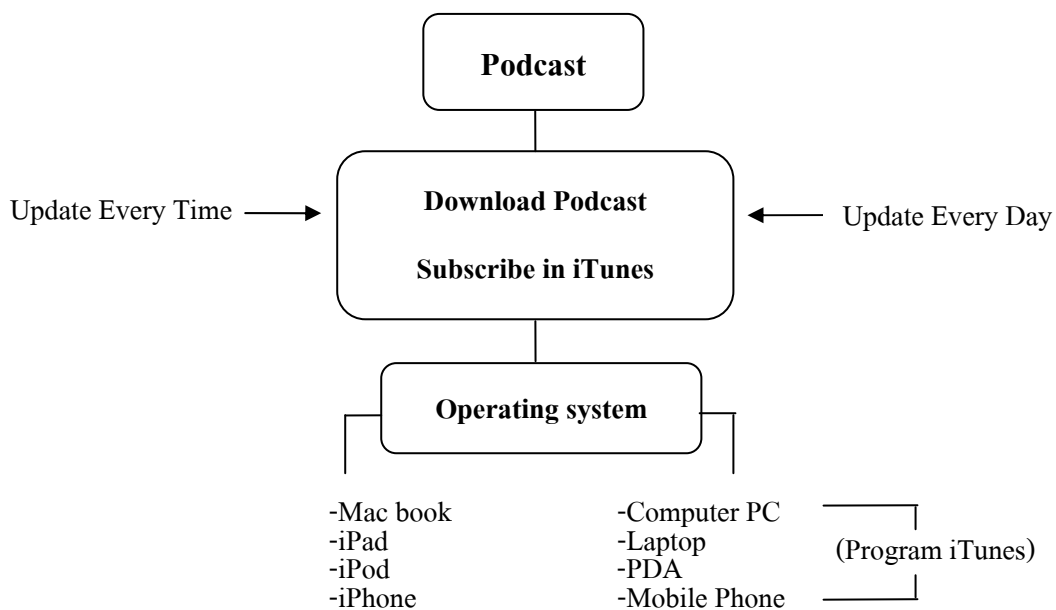 Podcast
Download Podcast
Update Every Time
Update Every Day
Subscribe in iTunes
Operating system
-Mac book
-iPad
-iPod
-iPhone
-Computer PC
-Laptop
-PDA
-Mobile Phone
(Program iTunes)